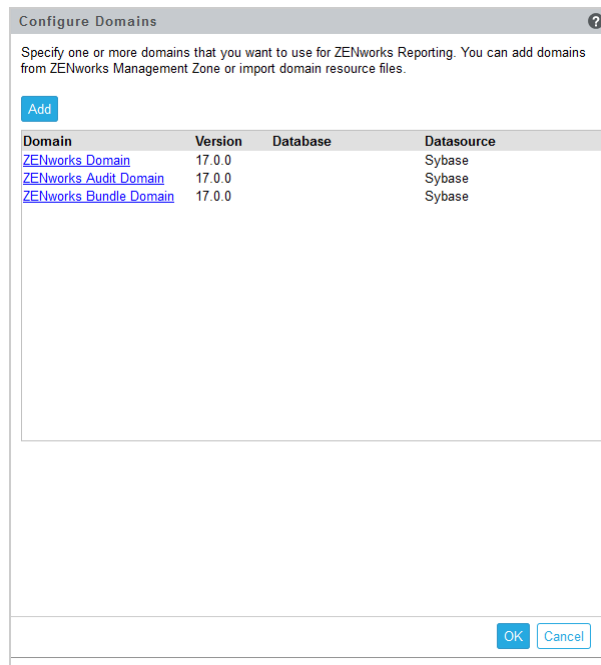 Configure Domains ?
Specify one or more domains that you want to use for ZENworks Reporting. You can add domains
from ZENworks Management Zone or import domain resource files.
Add
Domain Version Database Datasource
ZENworks Domain 17.0.0 Sybase
ZENworks Audit Domain 17.0.0 Sybase
ZENworks Bundle Domain 17.0.0 Sybase
OK Cancel